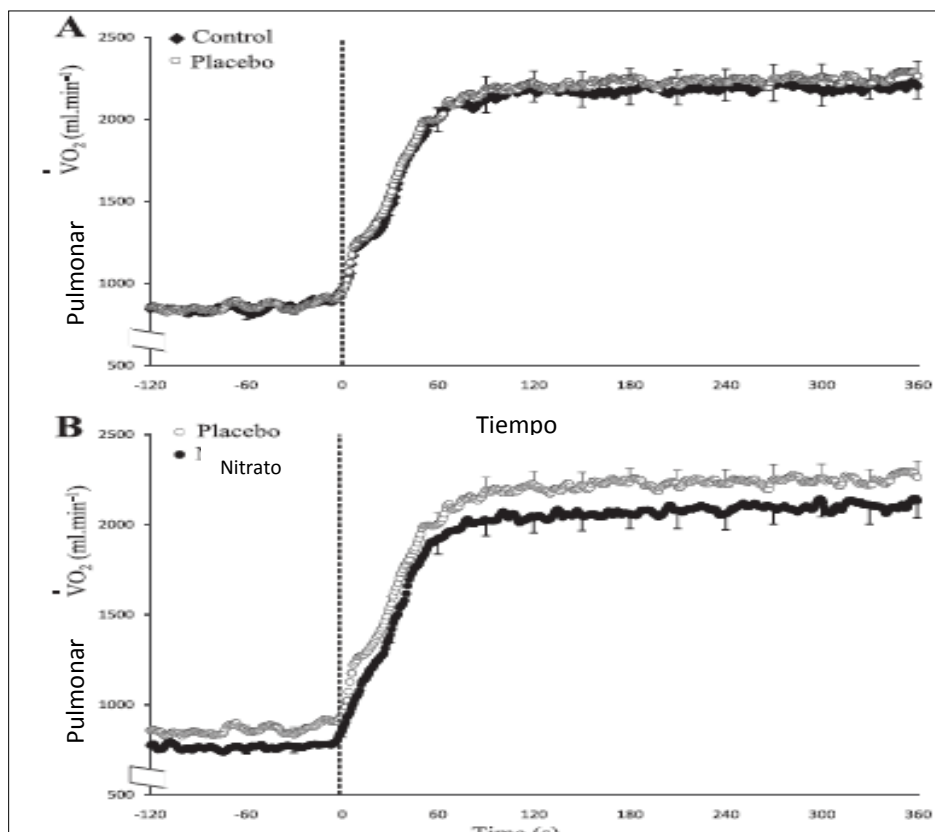 A
Control
Placebo
2500
2000
1500
1000
500
V̇O₂ (ml.min⁻¹)
Pulmonar
-120 -60 0 60 120 180 240 300 360
Tiempo
B
Placebo
Nitrato
2500
2000
1500
1000
500
V̇O₂ (ml.min⁻¹)
Pulmonar
-120 -60 0 60 120 180 240 300 360
Time (s)